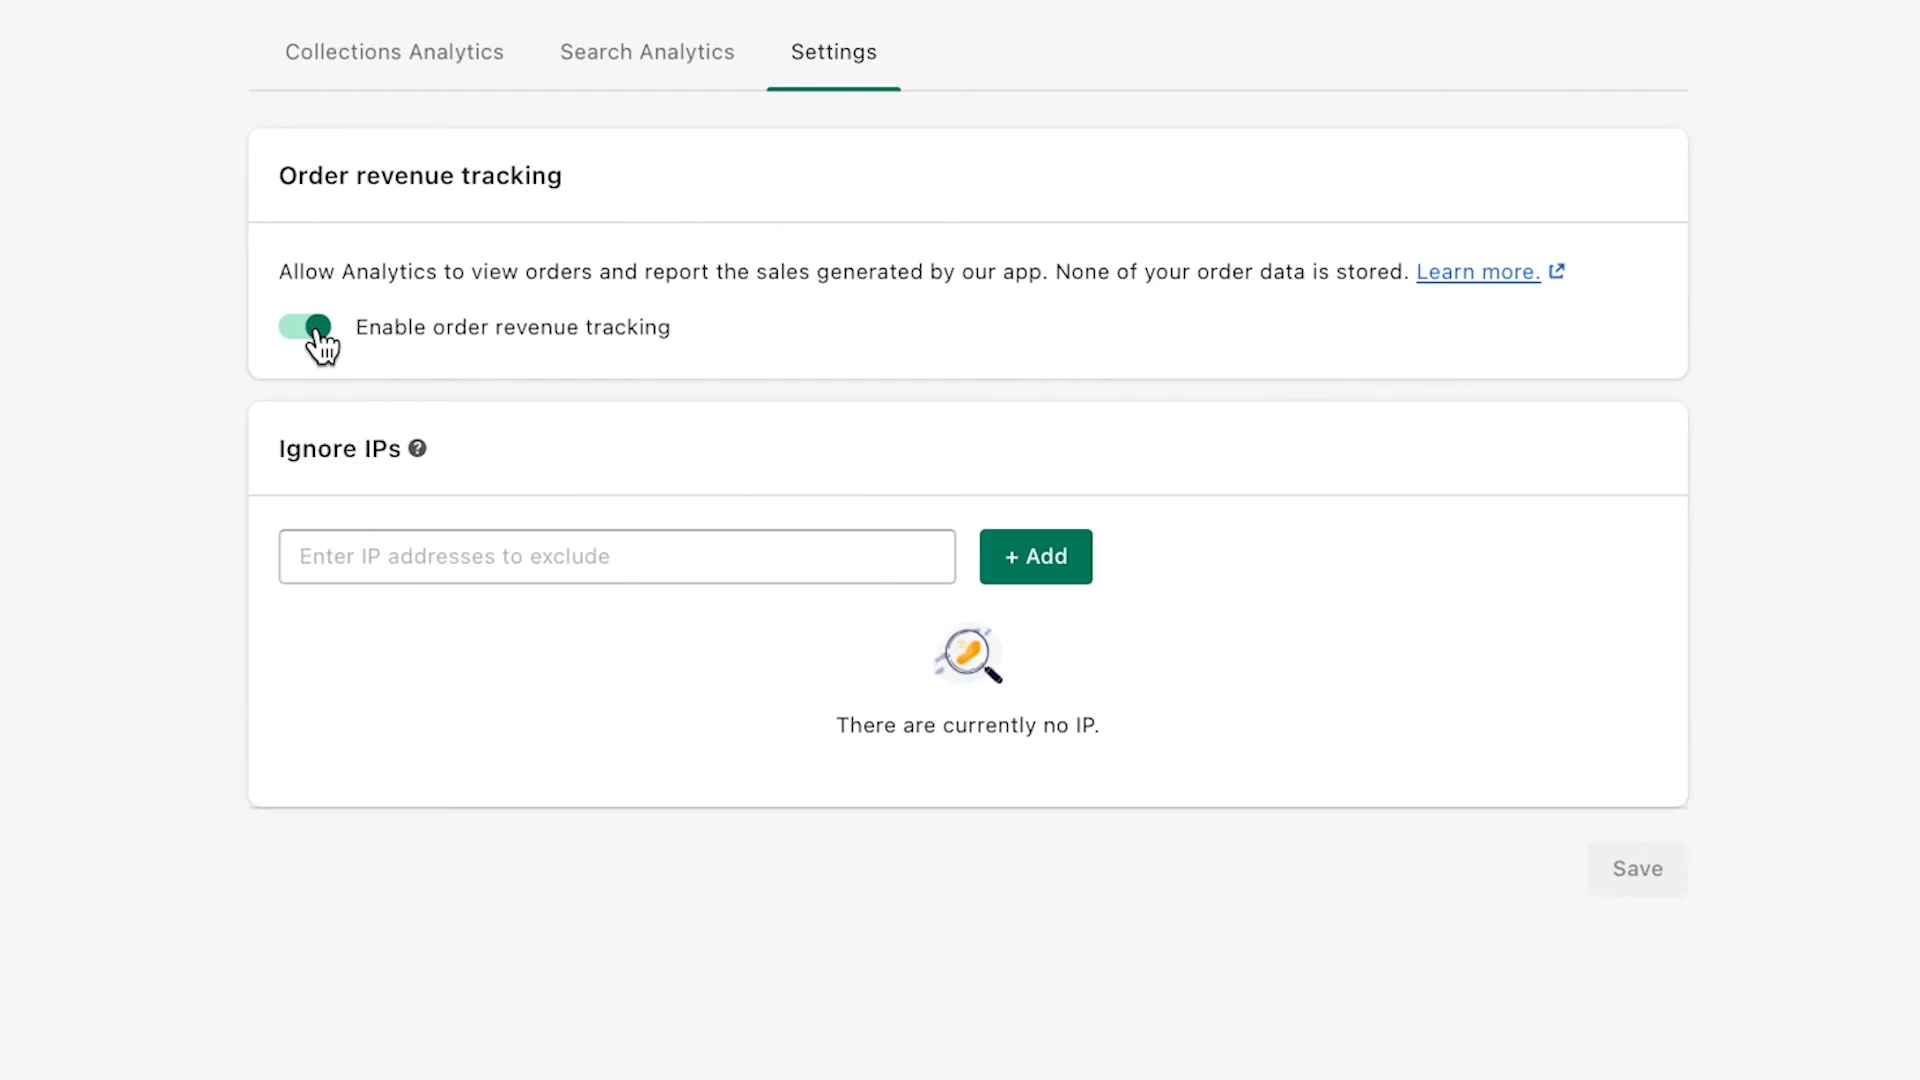 Collections Analytics
Search Analytics
Settings
Order revenue tracking
Allow Analytics to view orders and report the sales generated by our app. None of your order data is stored. Learn more.
Enable order revenue tracking
Ignore IPs ?
Enter IP addresses to exclude
+ Add
There are currently no IP.
Save